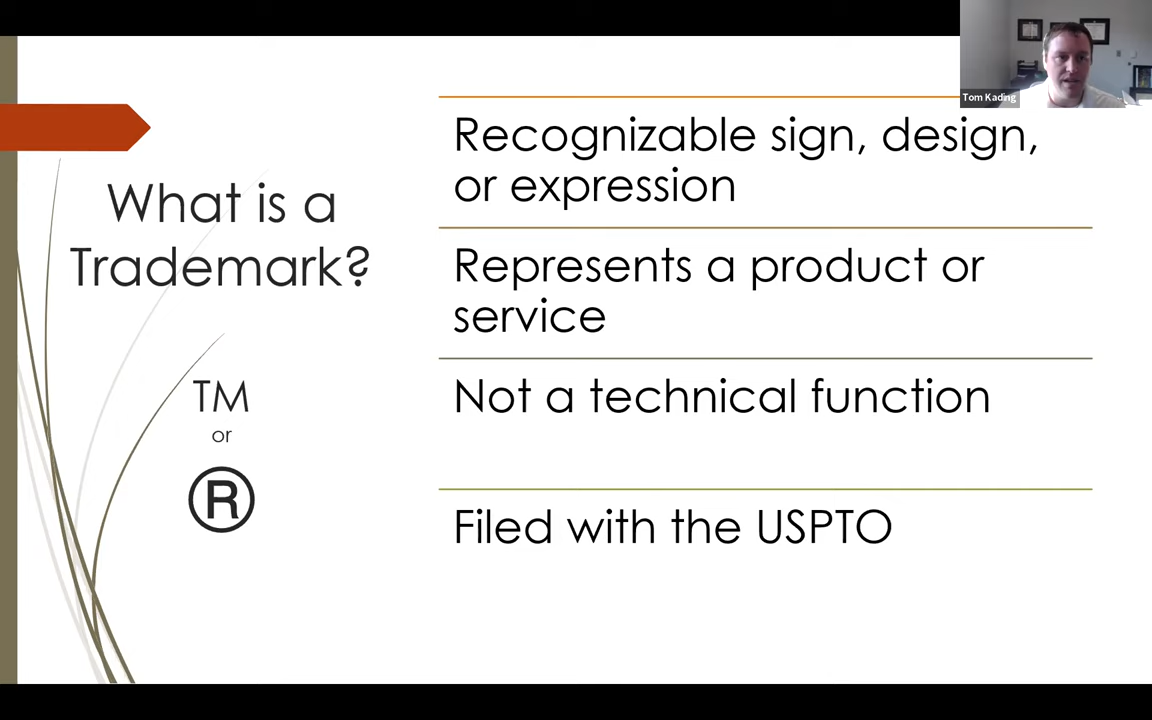 Tom Kading
What is a
Trademark?
TM
or
®
Recognizable sign, design,
or expression
Represents a product or
service
Not a technical function
Filed with the USPTO